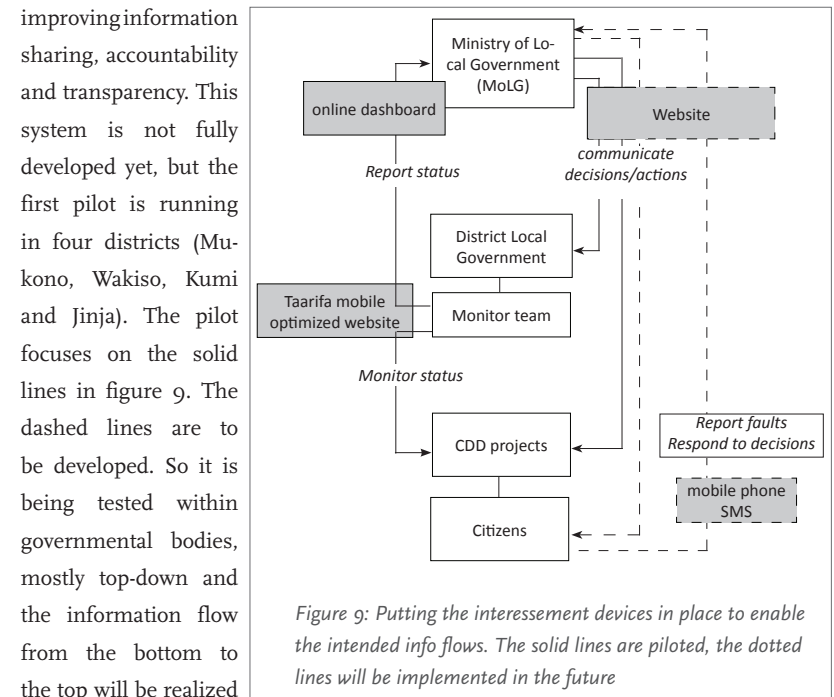 improving information
sharing, accountability
and transparency. This
system is not fully
developed yet, but the
first pilot is running
in four districts (Mu-
kono, Wakiso, Kumi
and Jinja). The pilot
focuses on the solid
lines in figure 9. The
dashed lines are to
be developed. So it is
being tested within
governmental bodies,
mostly top-down and
the information flow
from the bottom to
the top will be realized
Ministry of Lo-
cal Government
(MoLG)
online dashboard
Website
communicate
decisions/actions
Report status
District Local
Government
Taarifa mobile
optimized website
Monitor team
Monitor status
CDD projects
Report faults
Respond to decisions
mobile phone
SMS
Citizens
Figure 9: Putting the interessement devices in place to enable
the intended info flows. The solid lines are piloted, the dotted
lines will be implemented in the future